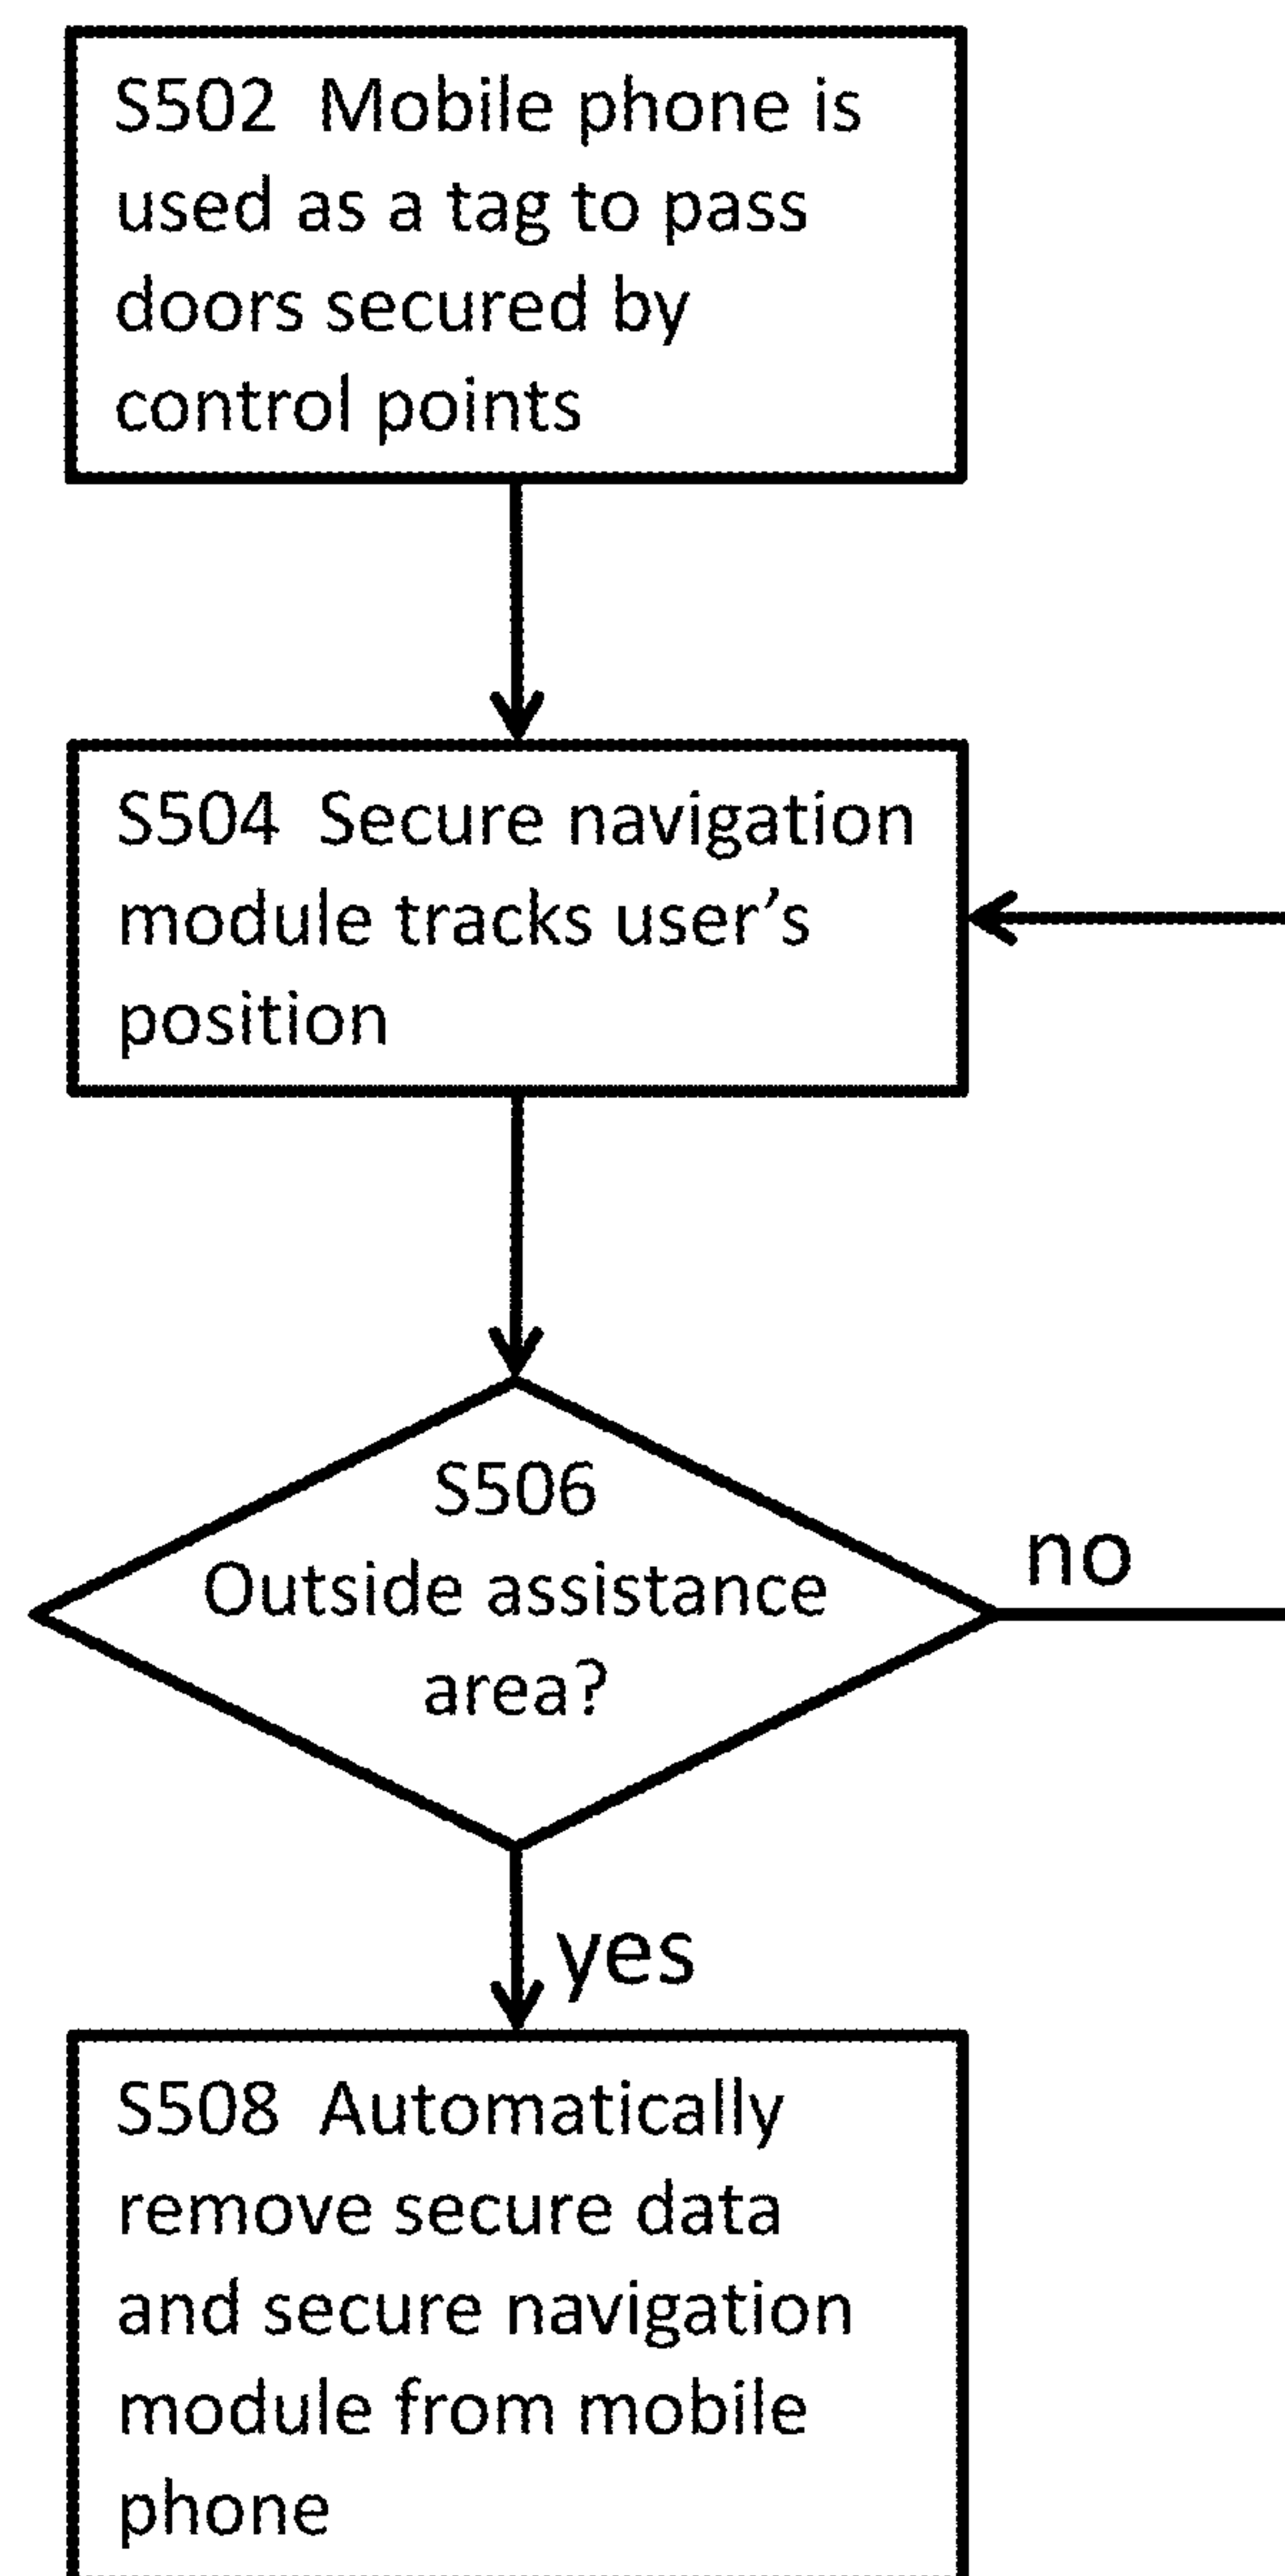 S502 Mobile phone is
used as a tag to pass
doors secured by
control points
S504 Secure navigation
module tracks user’s
position
S506
Outside assistance
area?
no
yes
S508 Automatically
remove secure data
and secure navigation
module from mobile
phone